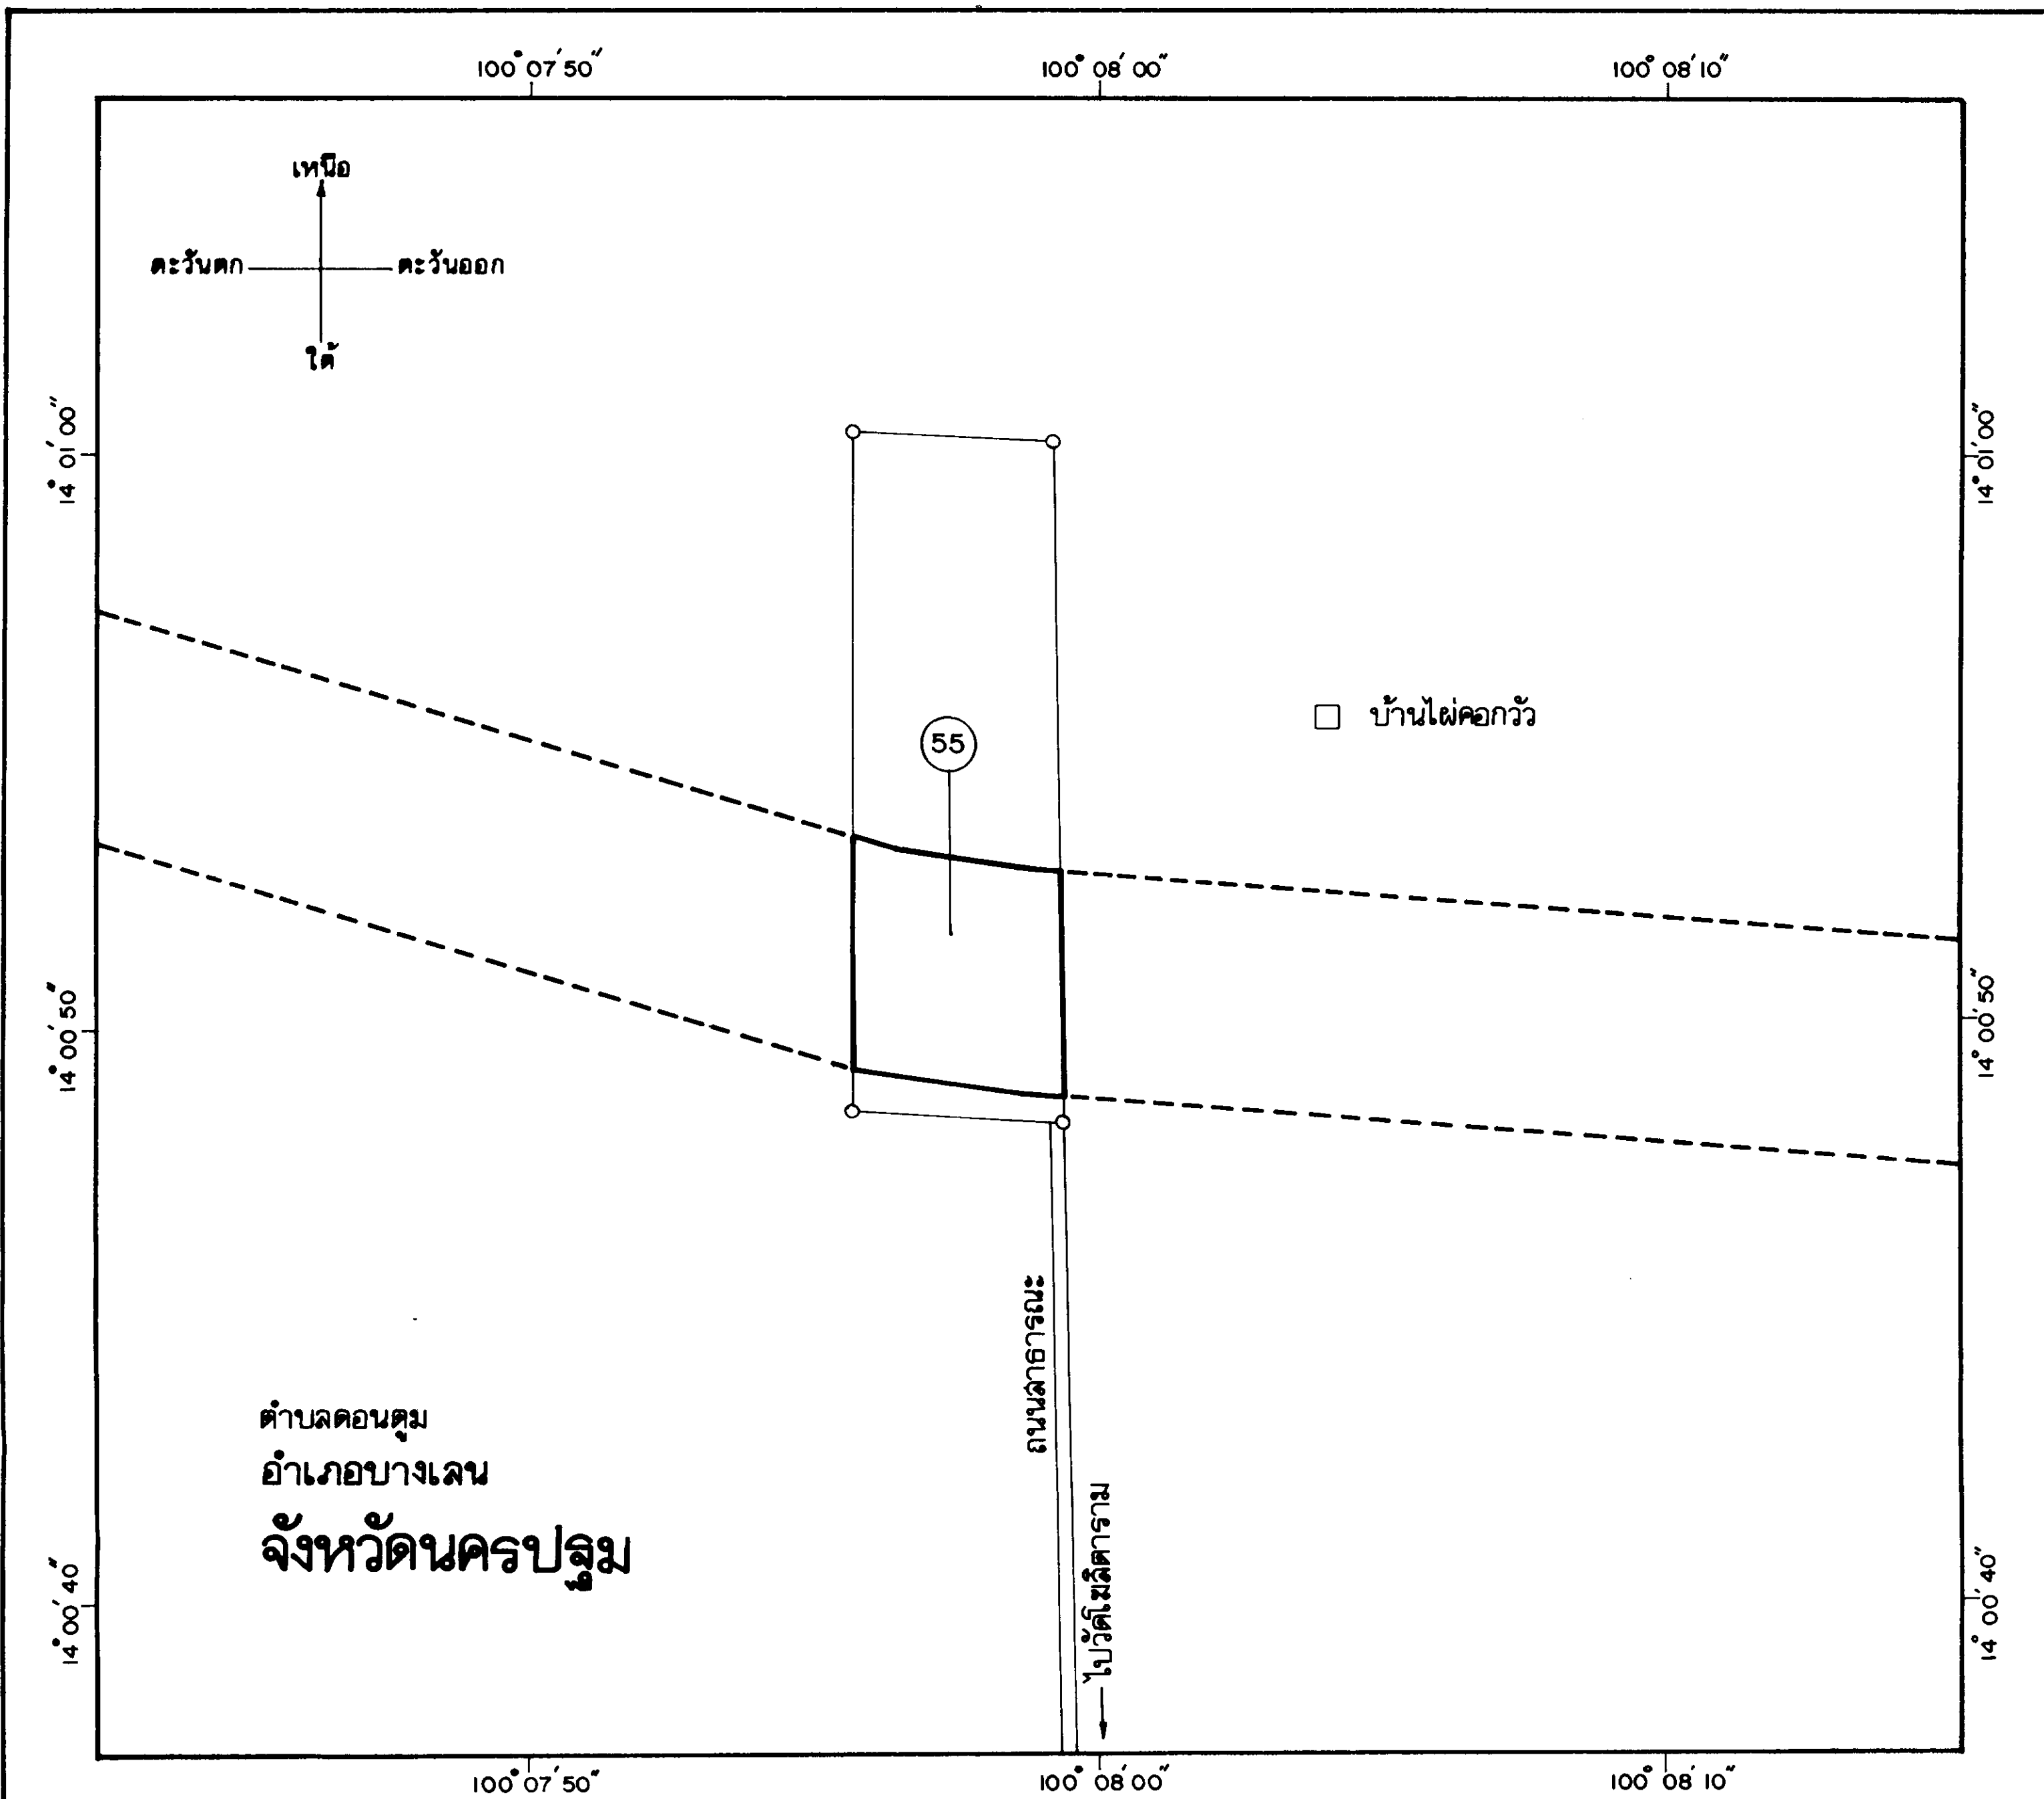 100° 07' 50"
100° 08' 00"
100° 08' 10"
เหนือ
ตะวันตก
ตะวันออก
ใต้
14° 01' 00"
14° 01' 00"
บ้านไผ่คอกวัว
55
14° 00' 50"
14° 00' 50"
ถนนสาธารณะ
ตำบลดอนตูม
อำเภอบางเลน
จังหวัดนครปฐม
ไปวัดโฆสิตาราม
14° 00' 40"
14° 00' 40"
100° 07' 50"
100° 08' 00"
100° 08' 10"